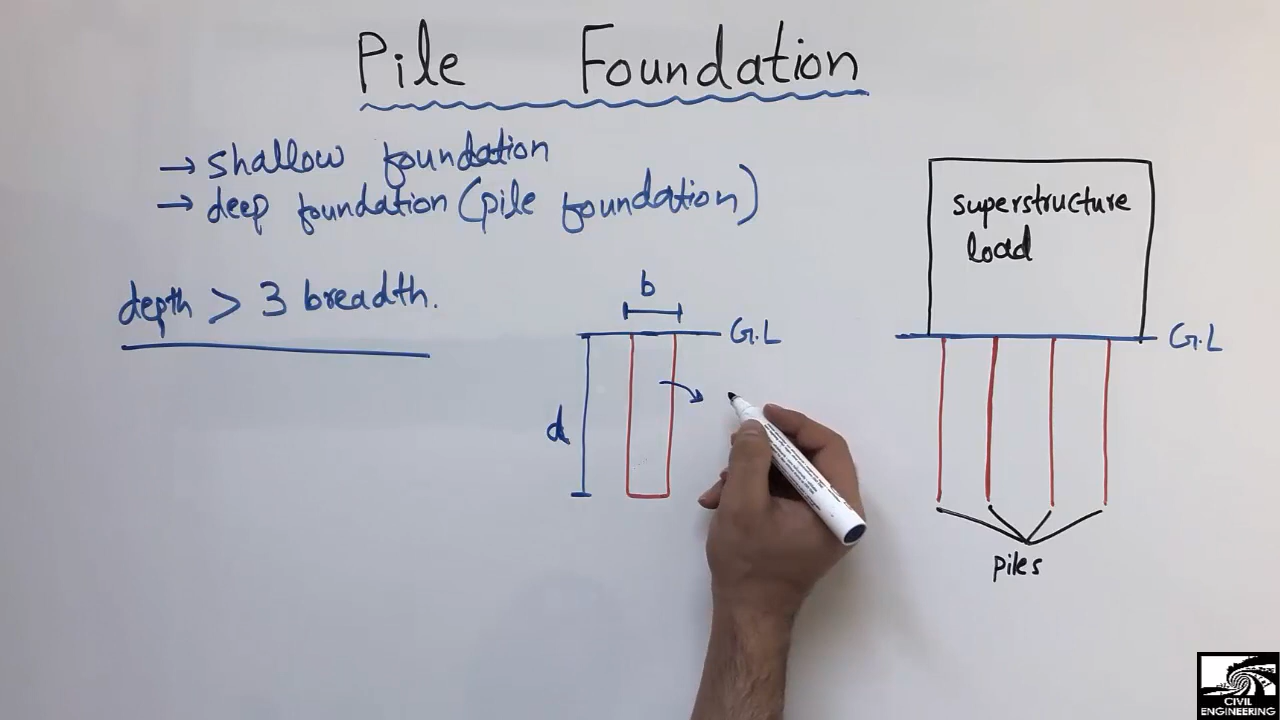 Pile Foundation
→ shallow foundation
→ deep foundation (pile foundation)
depth > 3 breadth.
b
G.L
d
superstructure
load
G.L
piles
CIVIL
ENGINEERING